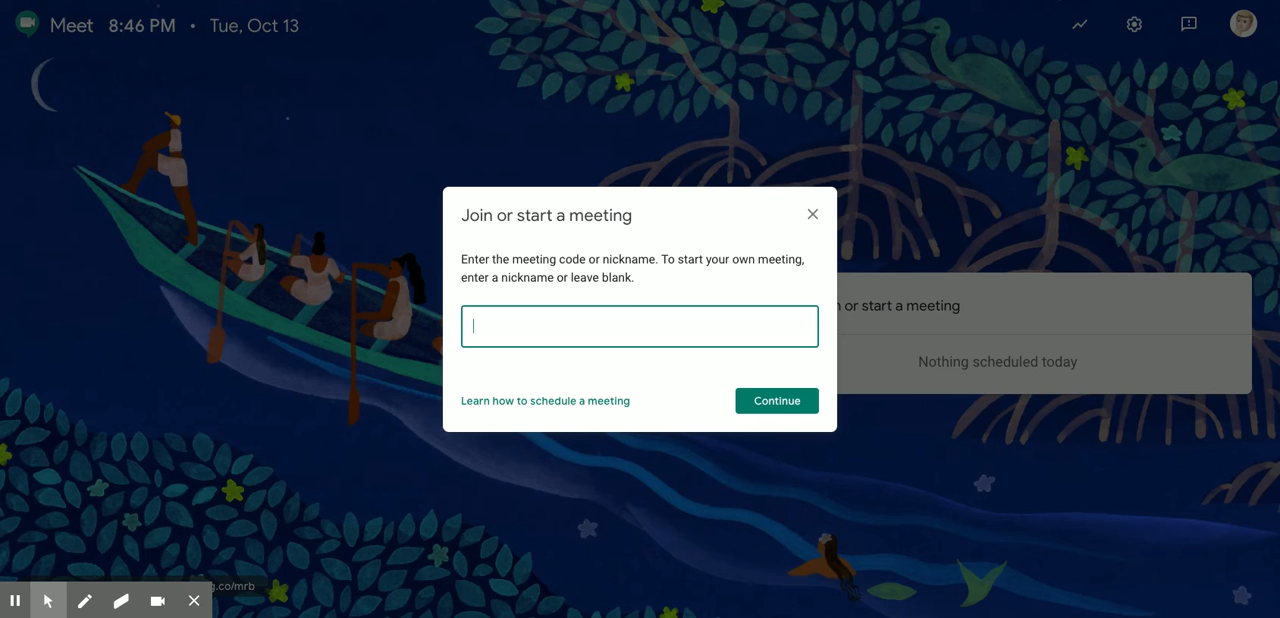 Meet 8:46 PM • Tue, Oct 13
Join or start a meeting
Enter the meeting code or nickname. To start your own meeting,
enter a nickname or leave blank.
Learn how to schedule a meeting
Continue
or start a meeting
Nothing scheduled today
g.co/mrb